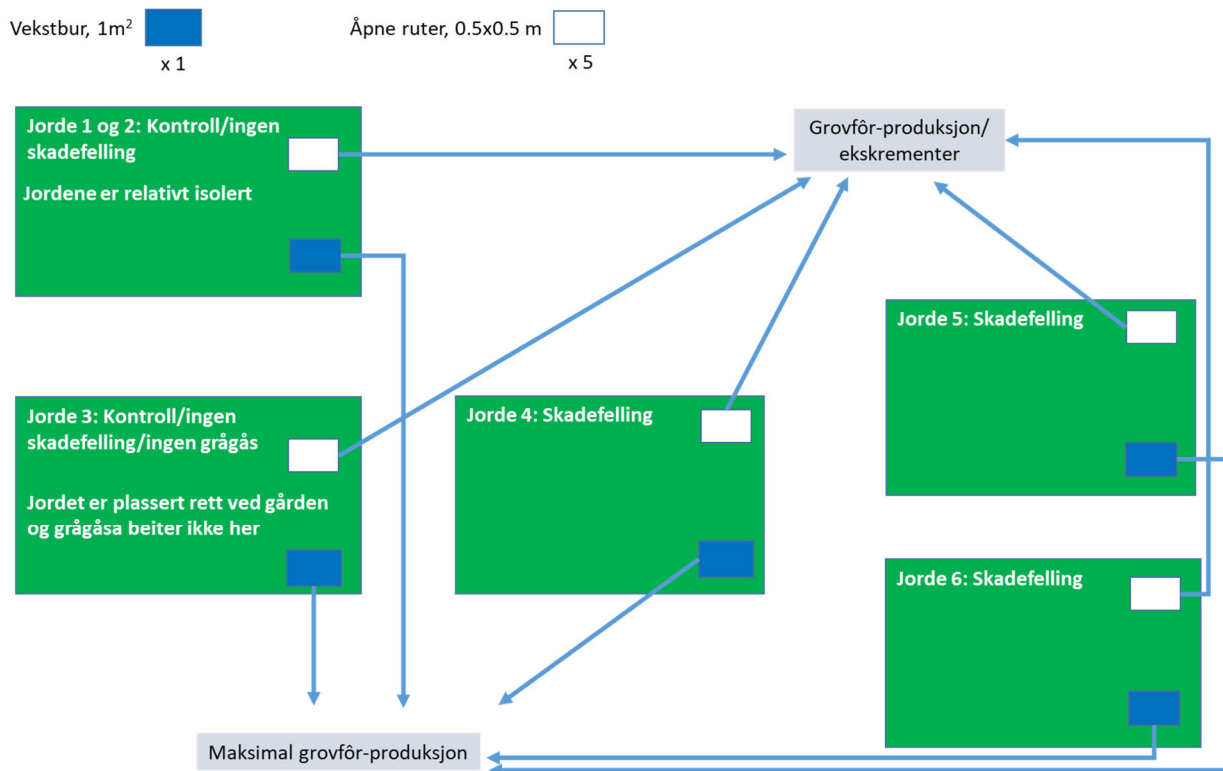 Vekstbur, 1m²
x 1
Åpne ruter, 0.5x0.5 m
x 5
Jorde 1 og 2: Kontroll/ingen
skadefelling
Jordene er relativt isolert
Grovfôr-produksjon/
ekskrementer
Jorde 3: Kontroll/ingen
skadefelling/ingen grågås
Jordet er plassert rett ved gården
og grågåsa beiter ikke her
Jorde 4: Skadefelling
Jorde 5: Skadefelling
Jorde 6: Skadefelling
Maksimal grovfôr-produksjon